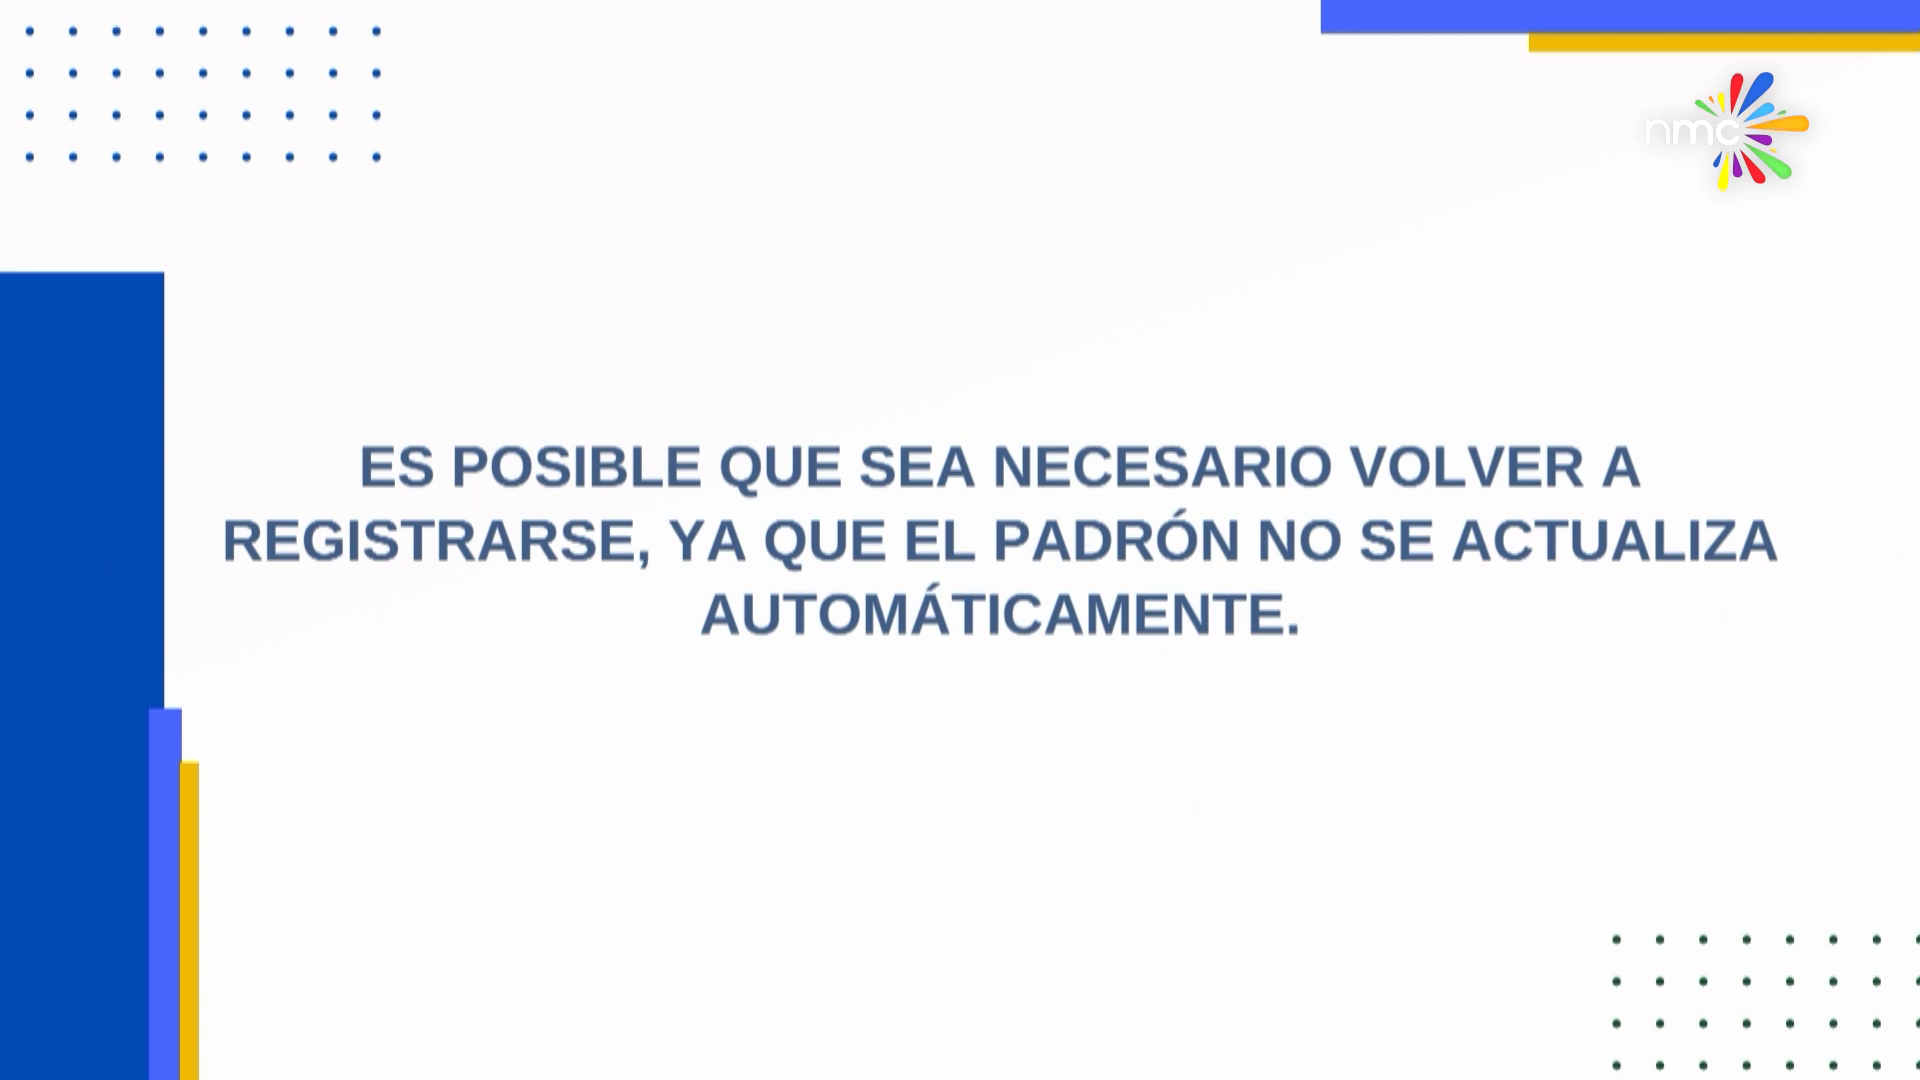 nmc
ES POSIBLE QUE SEA NECESARIO VOLVER A
REGISTRARSE, YA QUE EL PADRÓN NO SE ACTUALIZA
AUTOMÁTICAMENTE.